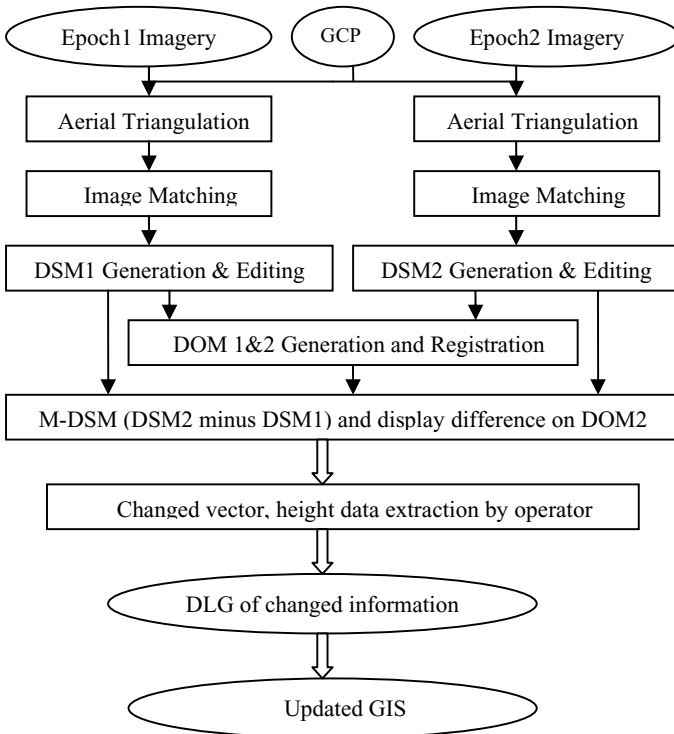 Epoch1 Imagery
GCP
Epoch2 Imagery
Aerial Triangulation
Aerial Triangulation
Image Matching
Image Matching
DSM1 Generation & Editing
DSM2 Generation & Editing
DOM 1&2 Generation and Registration
M-DSM (DSM2 minus DSM1) and display difference on DOM2
Changed vector, height data extraction by operator
DLG of changed information
Updated GIS